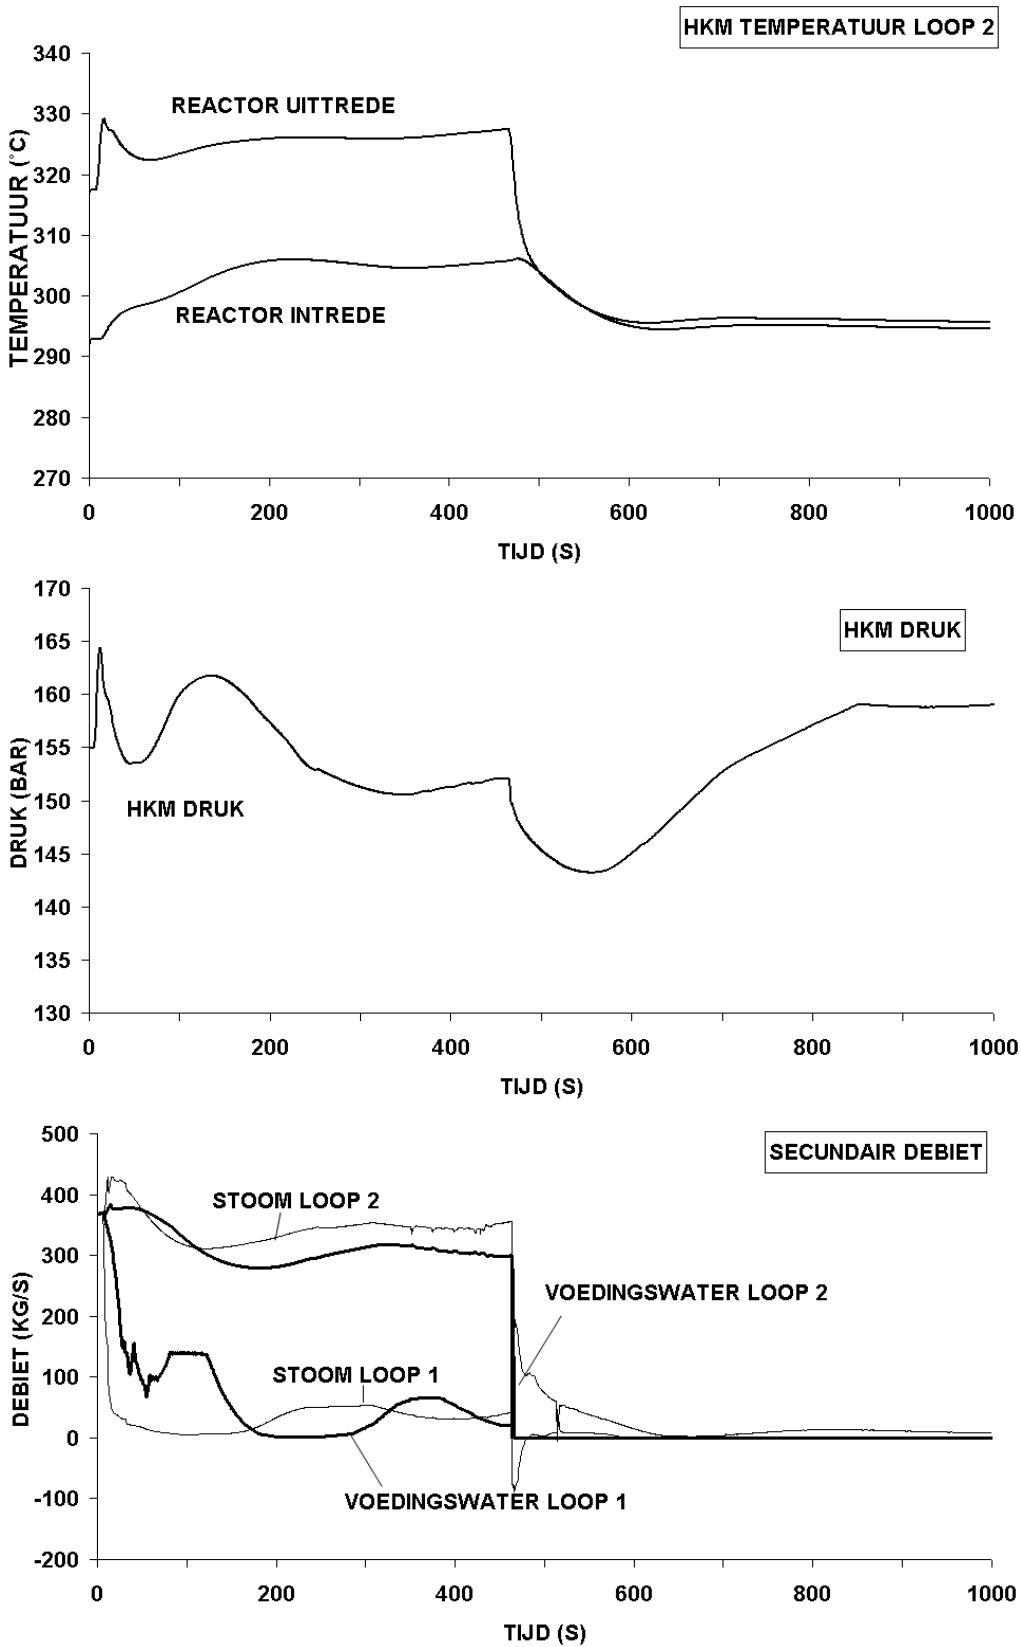 HKM TEMPERATUUR LOOP 2
340
330
320
310
300
290
280
270
TEMPERATUUR (°C)
REACTOR UITTREDE
REACTOR INTREDE
0 200 400 600 800 1000
TIJD (S)
170
165
160
155
150
145
140
135
130
DRUK (BAR)
HKM DRUK
HKM DRUK
0 200 400 600 800 1000
TIJD (S)
500
400
300
200
100
0
-100
-200
DEBIET (KG/S)
SECUNDAIR DEBIET
STOOM LOOP 2
VOEDINGSWATER LOOP 2
STOOM LOOP 1
VOEDINGSWATER LOOP 1
0 200 400 600 800 1000
TIJD (S)